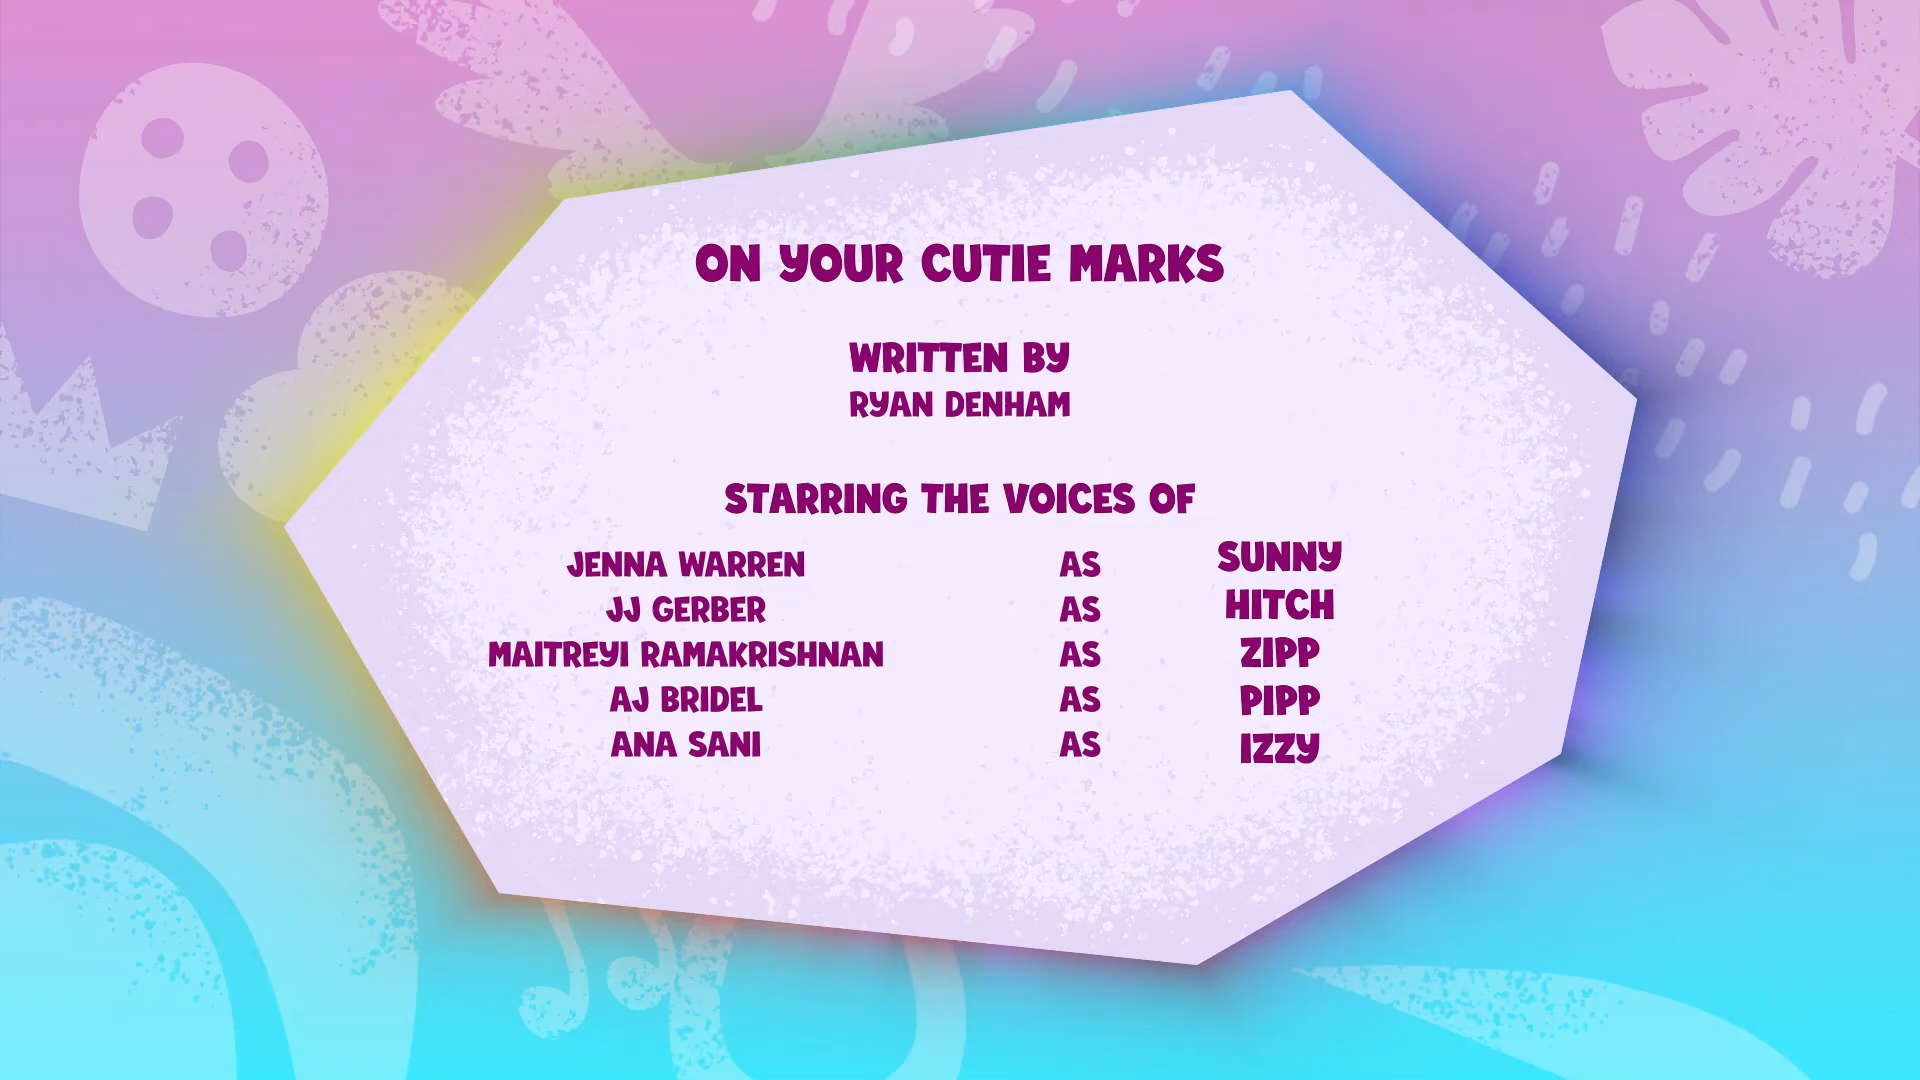 ON YOUR CUTIE MARKS
WRITTEN BY
RYAN DENHAM
STARRING THE VOICES OF
JENNA WARREN AS SUNNY
JJ GERBER AS HITCH
MAITREYI RAMAKRISHNAN AS ZIPP
AJ BRIDEL AS PIPP
ANA SANI AS IZZY